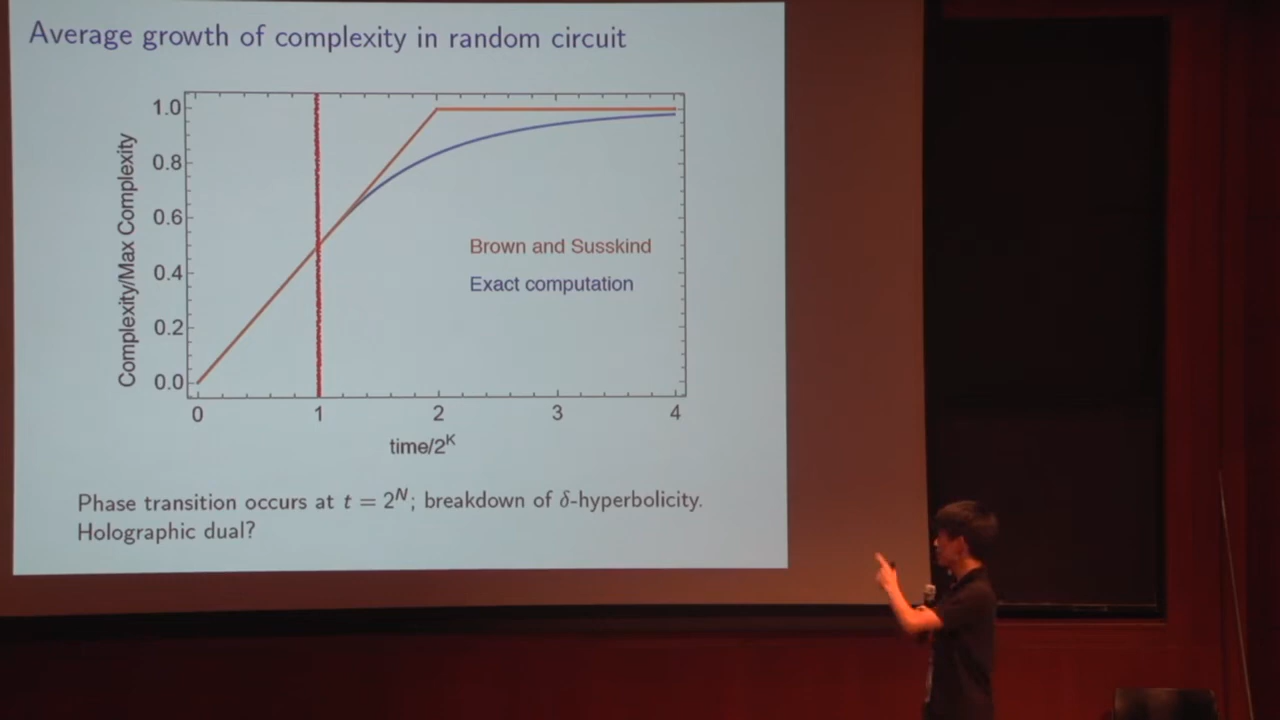 Average growth of complexity in random circuit
Complexity/Max Complexity
1.0
0.8
0.6
0.4
0.2
0.0
Brown and Susskind
Exact computation
0 1 2 3 4
time/2^K
Phase transition occurs at t = 2^N; breakdown of δ-hyperbolicity.
Holographic dual?